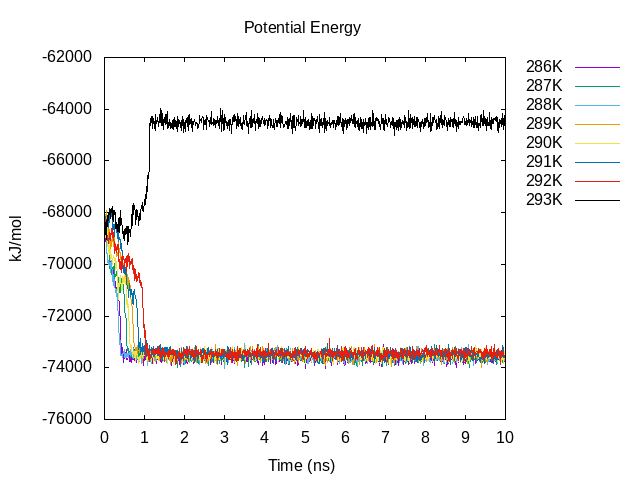 Potential Energy
-62000
-64000
-66000
-68000
-70000
-72000
-74000
-76000
kJ/mol
0 1 2 3 4 5 6 7 8 9 10
Time (ns)
286K
287K
288K
289K
290K
291K
292K
293K